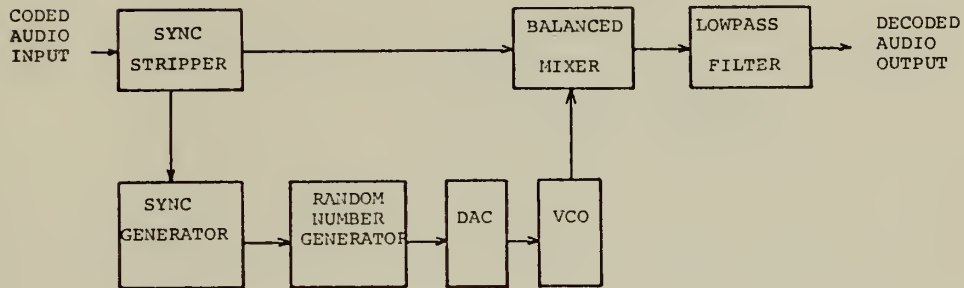 CODED
AUDIO
INPUT
SYNC
STRIPPER
BALANCED
MIXER
LOWPASS
FILTER
DECODED
AUDIO
OUTPUT
SYNC
GENERATOR
RANDOM
NUMBER
GENERATOR
DAC
VCO